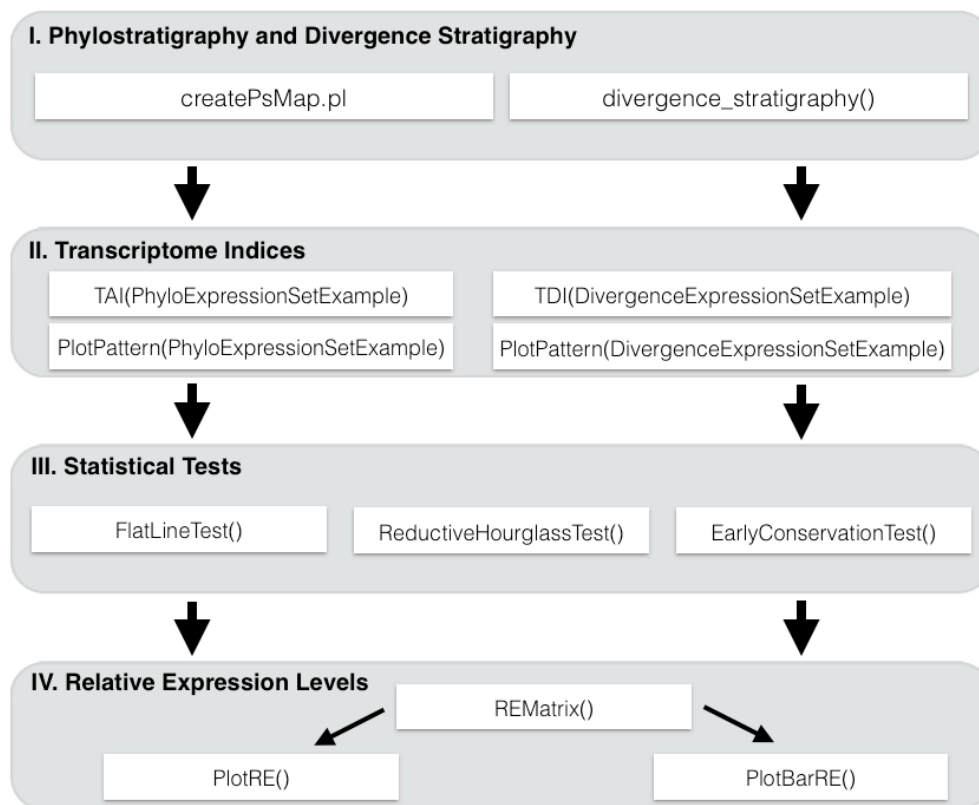 I. Phylostratigraphy and Divergence Stratigraphy
createPsMap.pl
divergence_stratigraphy()
II. Transcriptome Indices
TAI(PhyloExpressionSetExample)
TDI(DivergenceExpressionSetExample)
PlotPattern(PhyloExpressionSetExample)
PlotPattern(DivergenceExpressionSetExample)
III. Statistical Tests
FlatLineTest()
ReductiveHourglassTest()
EarlyConservationTest()
IV. Relative Expression Levels
REMatrix()
PlotRE()
PlotBarRE()